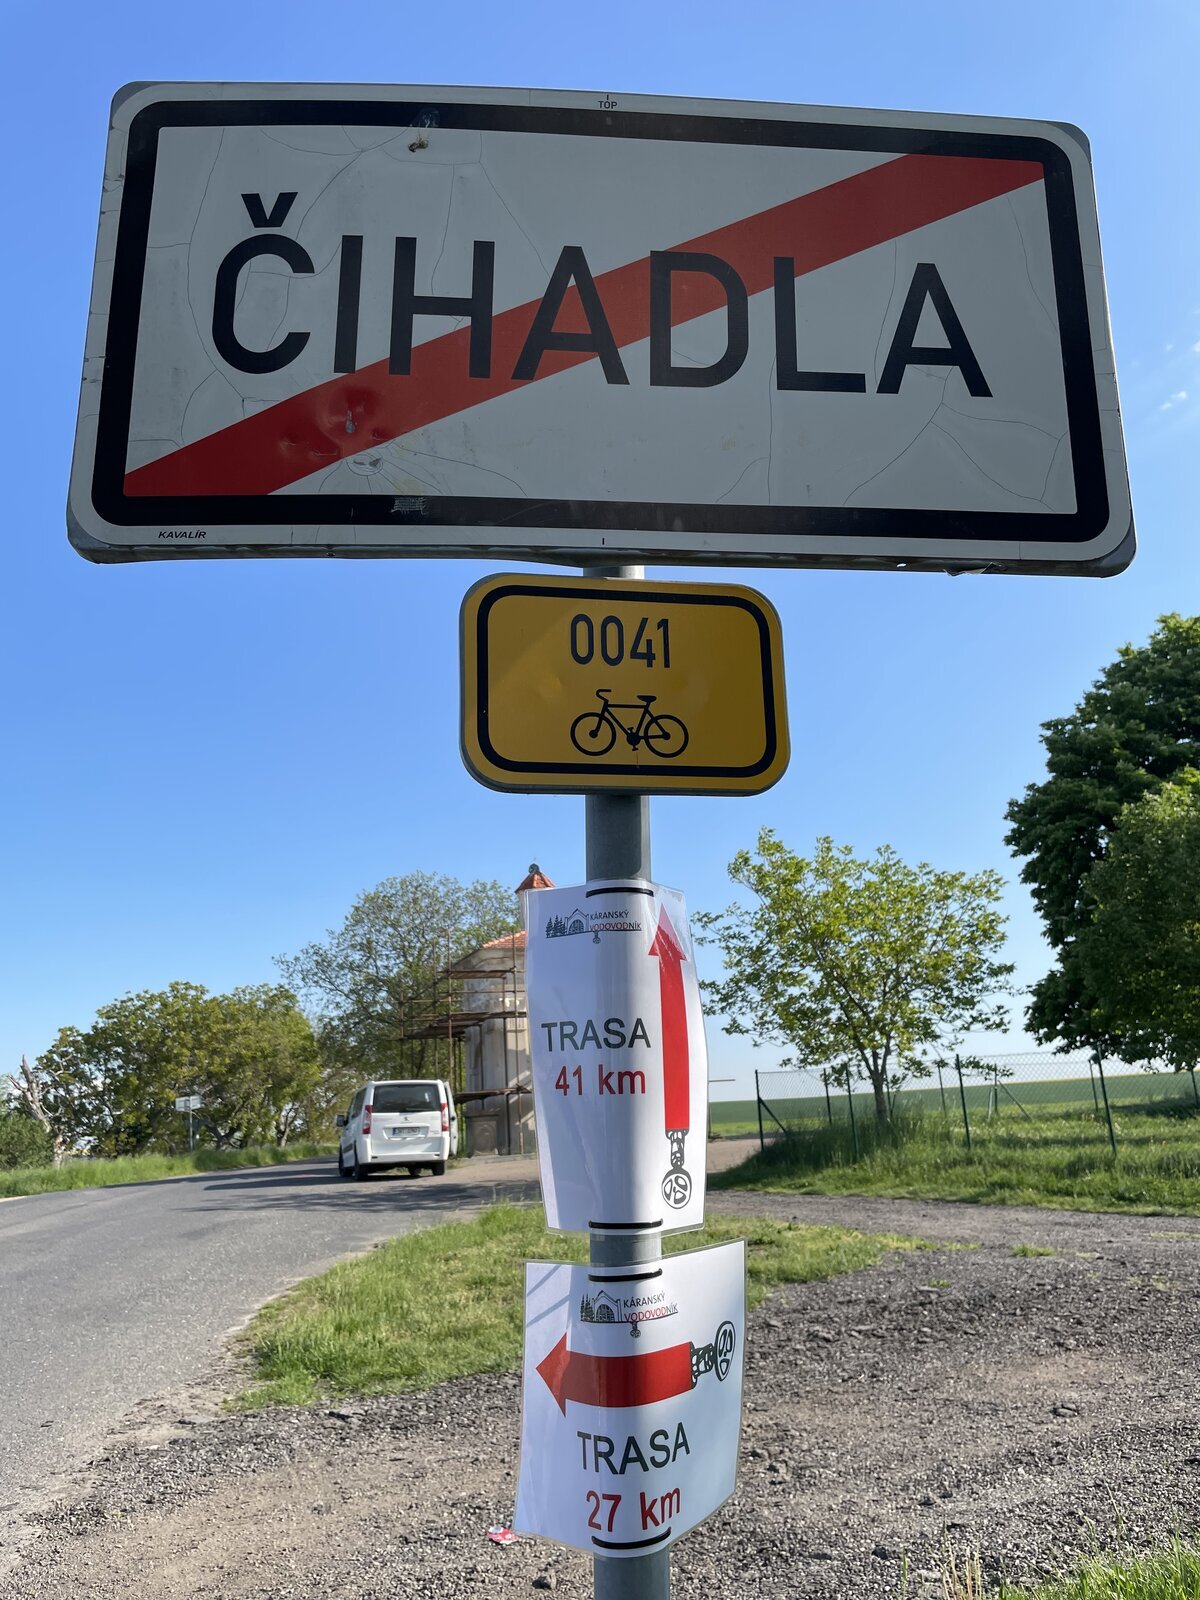 TOP
ČIHADLA
KAVALÍR
0041
KÁRANSKÝ
VODOVODNÍK
TRASA
41 km
KÁRANSKÝ
VODOVODNÍK
TRASA
27 km